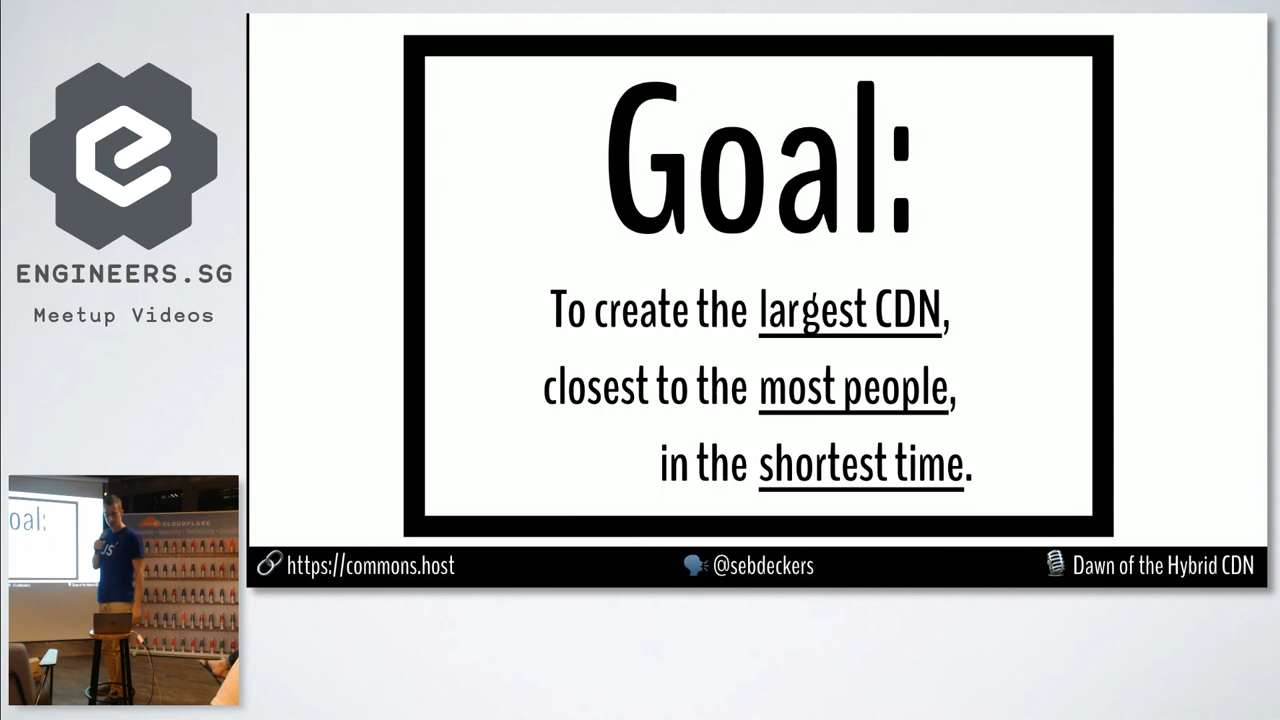 ENGINEERS.SG
Meetup Videos
Goal:
To create the largest CDN,
closest to the most people,
in the shortest time.
https://commons.host
@sebdeckers
Dawn of the Hybrid CDN
oal:
CLOUDFLARE
JS